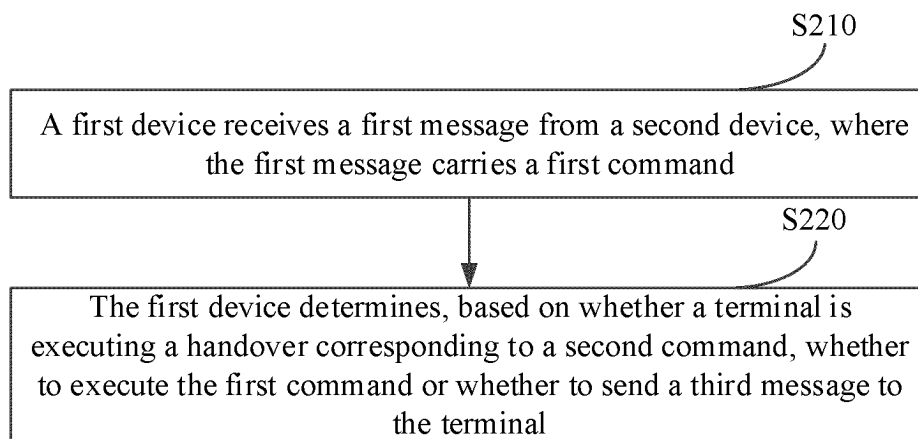 S210
A first device receives a first message from a second device, where
the first message carries a first command
S220
The first device determines, based on whether a terminal is
executing a handover corresponding to a second command, whether
to execute the first command or whether to send a third message to
the terminal